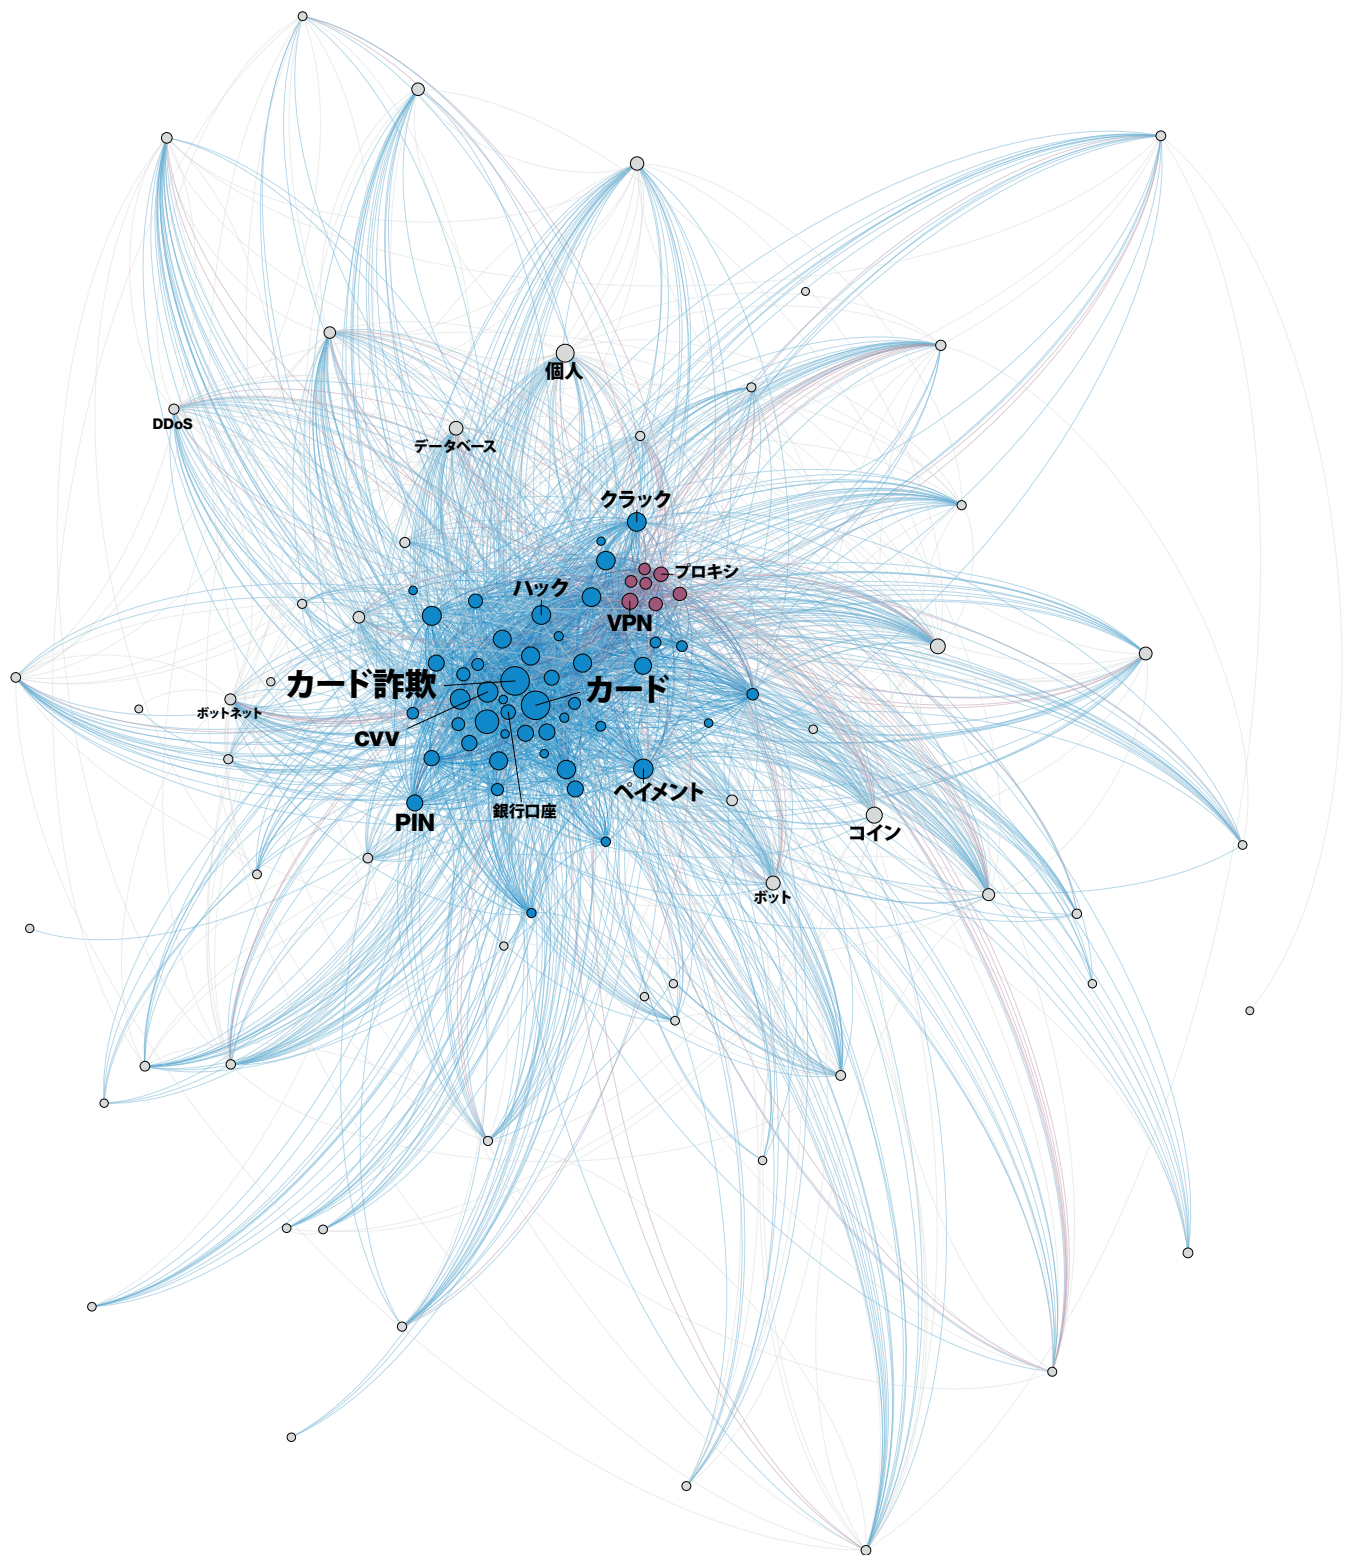 個人
DDoS
データベース
クラック
プロキシ
ハック
VPN
カード詐欺
カード
ボットネット
CVV
ペイメント
銀行口座
PIN
コイン
ボット